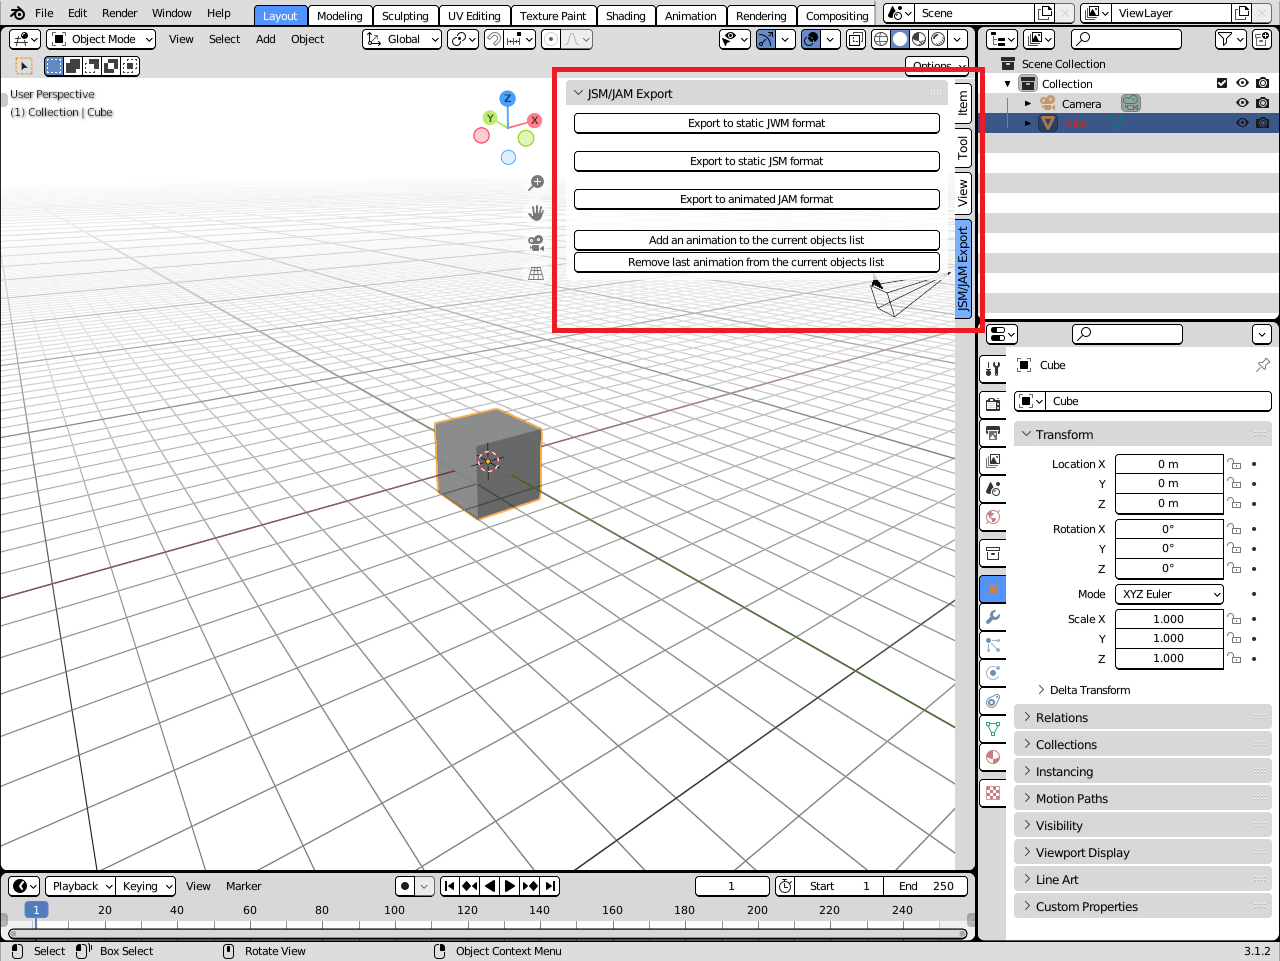 File Edit Render Window Help Layout Modeling Sculpting UV Editing Texture Paint Shading Animation Rendering Compositing Scene ViewLayer
Object Mode View Select Add Object Global
Options
User Perspective
(1) Collection | Cube
Z
Y
X
JSM/JAM Export
Export to static JWM format
Export to static JSM format
Export to animated JAM format
Add an animation to the current objects list
Remove last animation from the current objects list
Item
Tool
View
JSM/JAM Export
Scene Collection
Collection
Camera
Cube
Cube
Cube
Transform
Location X 0 m
Y 0 m
Z 0 m
Rotation X 0°
Y 0°
Z 0°
Mode XYZ Euler
Scale X 1.000
Y 1.000
Z 1.000
Delta Transform
Relations
Collections
Instancing
Motion Paths
Visibility
Viewport Display
Line Art
Custom Properties
Playback Keying View Marker 1 Start 1 End 250
1 20 40 60 80 100 120 140 160 180 200 220 240
Select Box Select Rotate View Object Context Menu 3.1.2